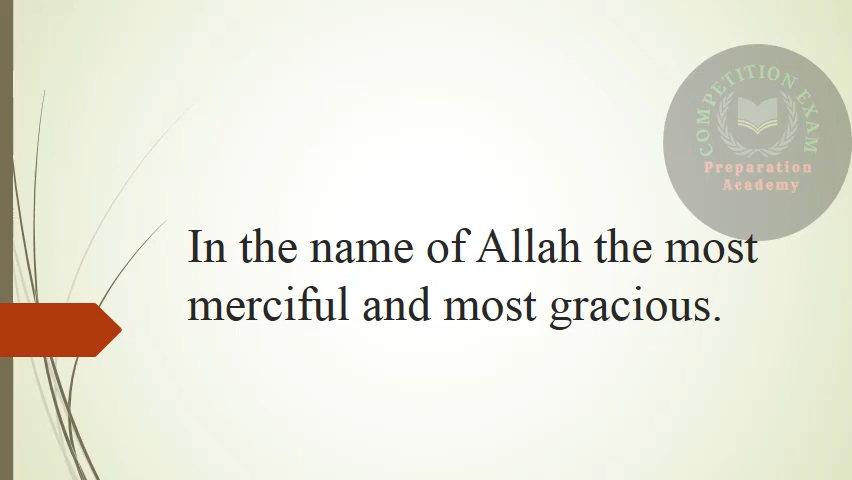 COMPETITION EXAM
Preparation
Academy
In the name of Allah the most
merciful and most gracious.